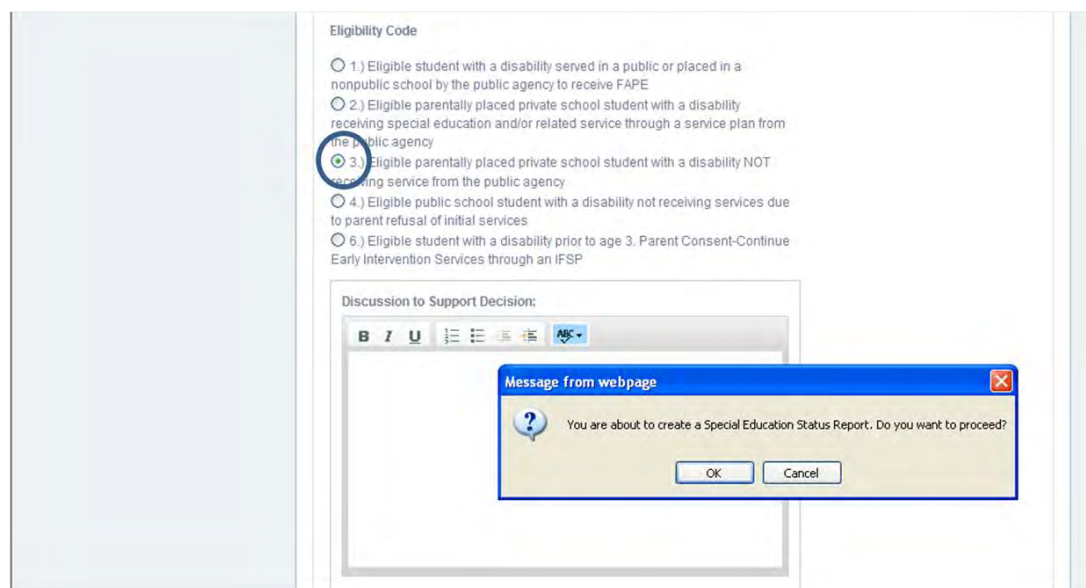 Eligibility Code
1.) Eligible student with a disability served in a public or placed in a
nonpublic school by the public agency to receive FAPE
2.) Eligible parentally placed private school student with a disability
receiving special education and/or related service through a service plan from
the public agency
3.) Eligible parentally placed private school student with a disability NOT
receiving service from the public agency
4.) Eligible public school student with a disability not receiving services due
to parent refusal of initial services
6.) Eligible student with a disability prior to age 3. Parent Consent-Continue
Early Intervention Services through an IFSP
Discussion to Support Decision:
B I U ABC
Message from webpage
You are about to create a Special Education Status Report. Do you want to proceed?
OK Cancel